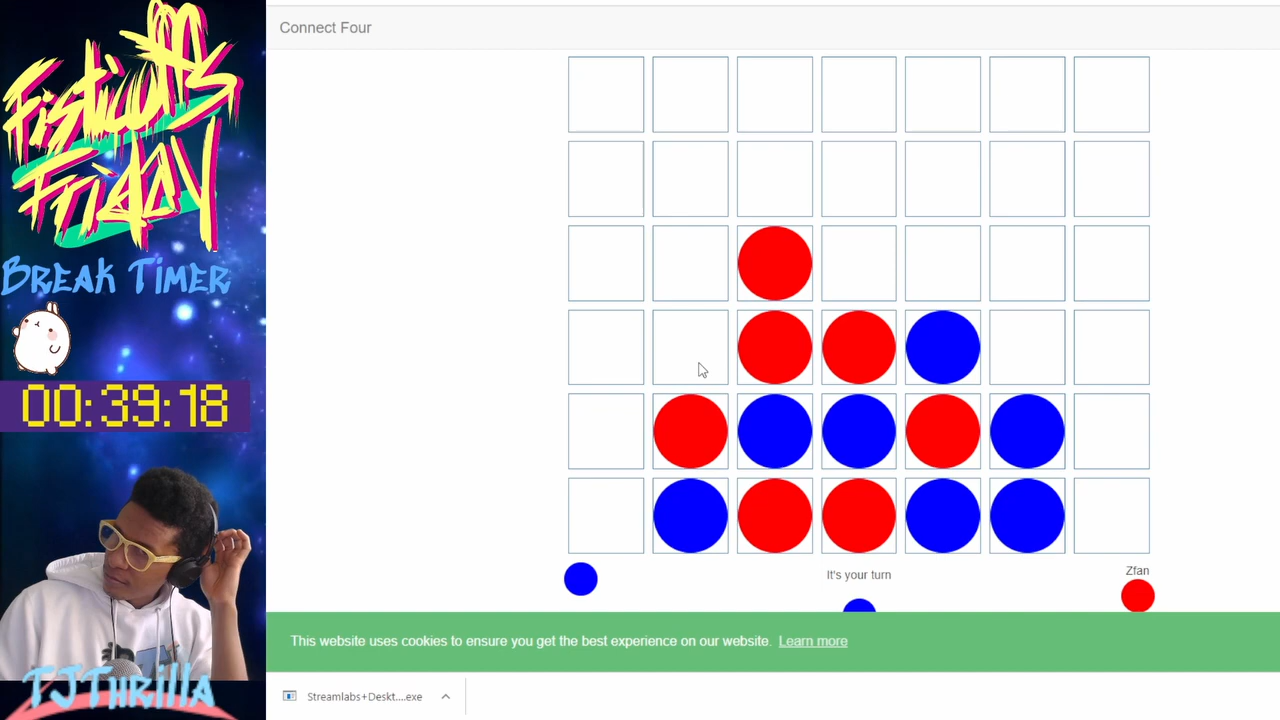 Fisticuffs
Friday
Break Timer
00:39:18
TJThrilla
Connect Four
It's your turn
Zfan
This website uses cookies to ensure you get the best experience on our website. Learn more
Streamlabs+Deskt....exe